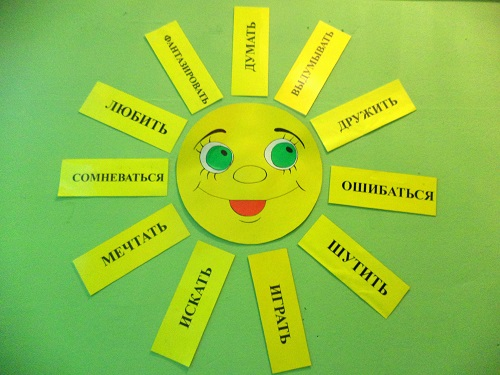 ДУМАТЬ
ВЫДУМЫВАТЬ
ДРУЖИТЬ
ОШИБАТЬСЯ
ШУТИТЬ
ИГРАТЬ
ИСКАТЬ
МЕЧТАТЬ
СОМНЕВАТЬСЯ
ЛЮБИТЬ
ФАНТАЗИРОВАТЬ